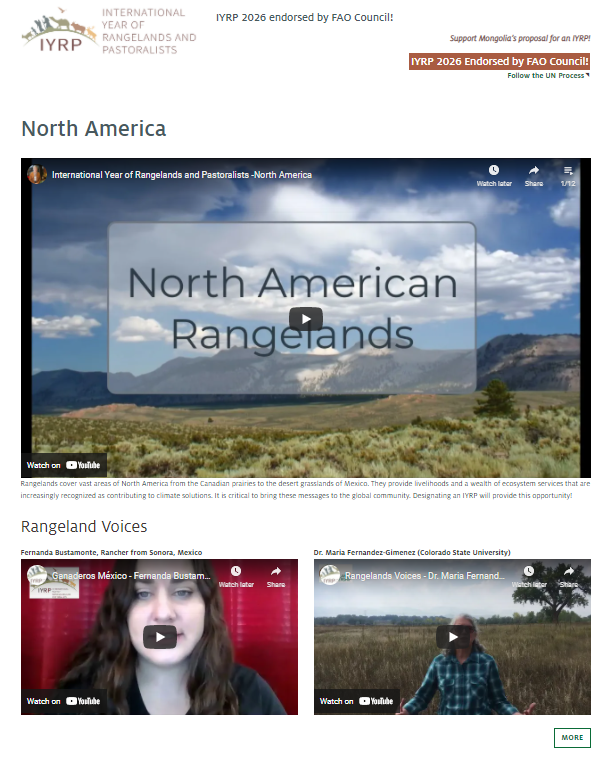 IYRP
INTERNATIONAL
YEAR OF
RANGELANDS AND
PASTORALISTS
IYRP 2026 endorsed by FAO Council!
Support Mongolia's proposal for an IYRP!
IYRP 2026 Endorsed by FAO Council!
Follow the UN Process
North America
International Year of Rangelands and Pastoralists -North America
Watch later
Share
1/12
North American
Rangelands
Watch on YouTube
Rangelands cover vast areas of North America from the Canadian prairies to the desert grasslands of Mexico. They provide livelihoods and a wealth of ecosystem services that are
increasingly recognized as contributing to climate solutions. It is critical to bring these messages to the global community. Designating an IYRP will provide this opportunity!
Rangeland Voices
Fernanda Bustamonte, Rancher from Sonora, Mexico
IYRP
Ganaderos México - Fernanda Bustam...
Watch later
Share
Watch on YouTube
Dr. Maria Fernandez-Gimenez (Colorado State University)
Rangelands Voices - Dr. Maria Fernand...
Watch later
Share
Watch on YouTube
MORE